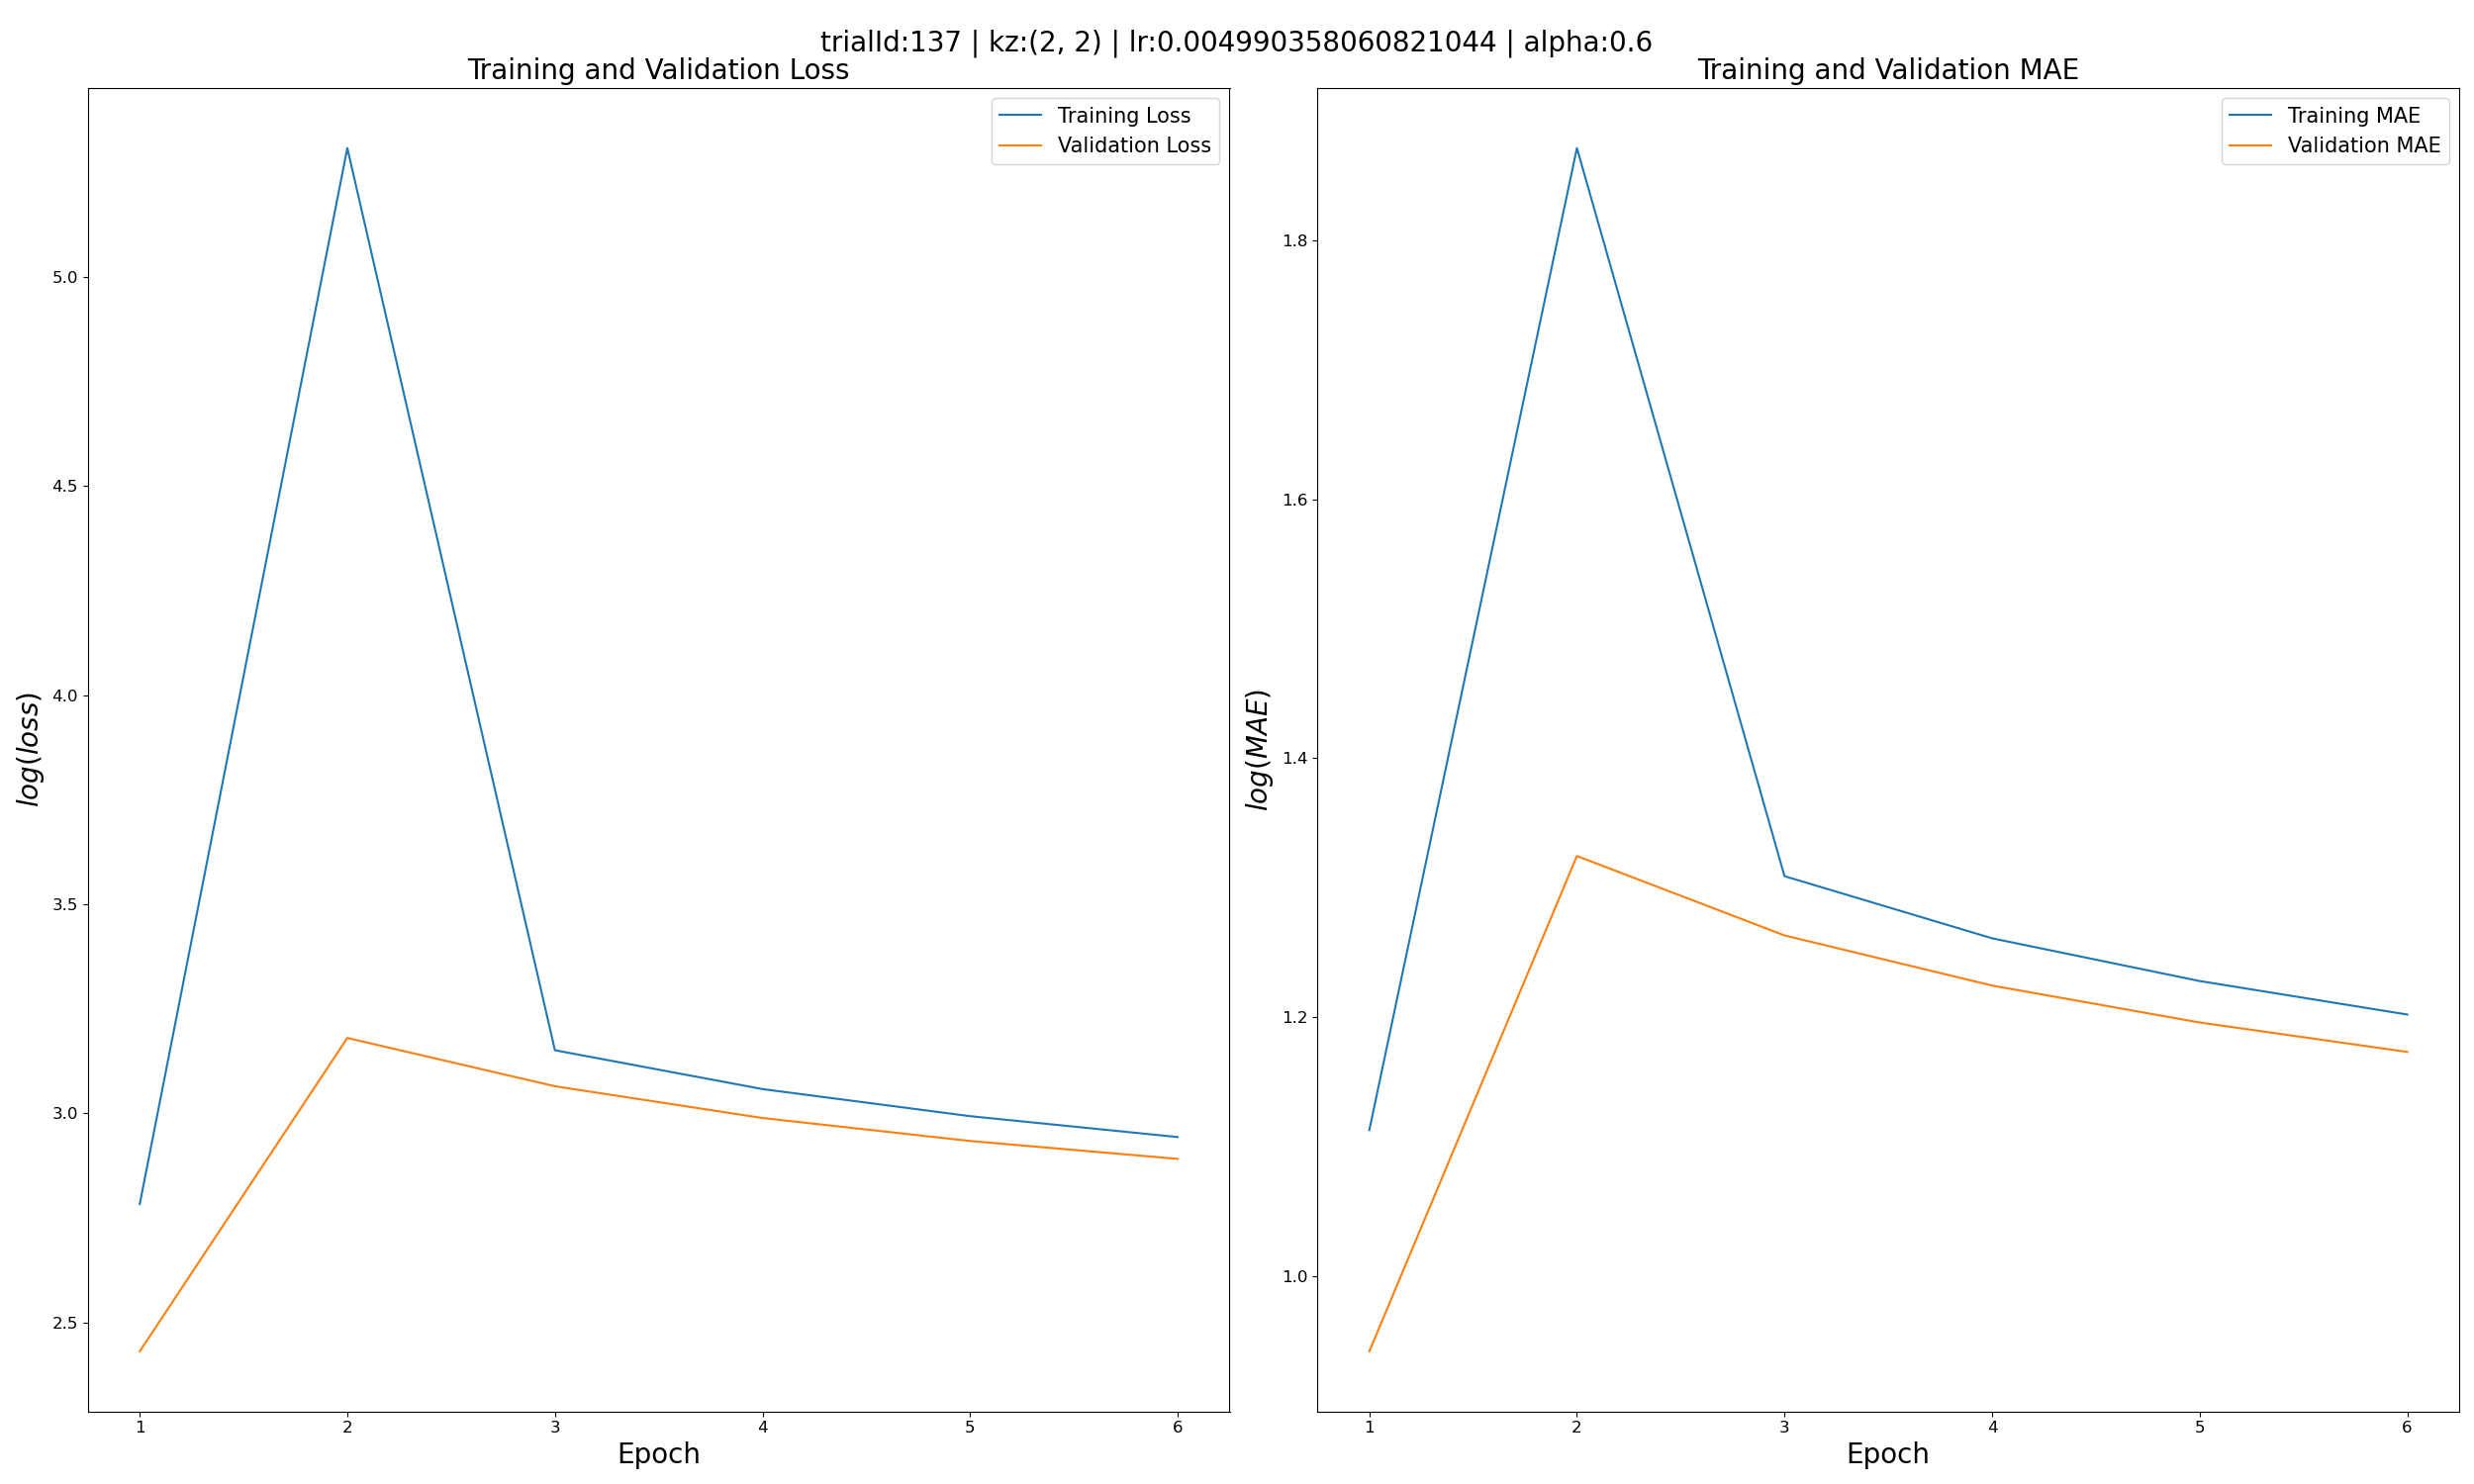 trialId:137 | kz:(2, 2) | lr:0.004990358060821044 | alpha:0.6
Training and Validation Loss
Training Loss
Validation Loss
5.0
4.5
4.0
3.5
3.0
2.5
log(loss)
1
2
3
4
5
6
Epoch
Training and Validation MAE
Training MAE
Validation MAE
1.8
1.6
1.4
1.2
1.0
log(MAE)
1
2
3
4
5
6
Epoch